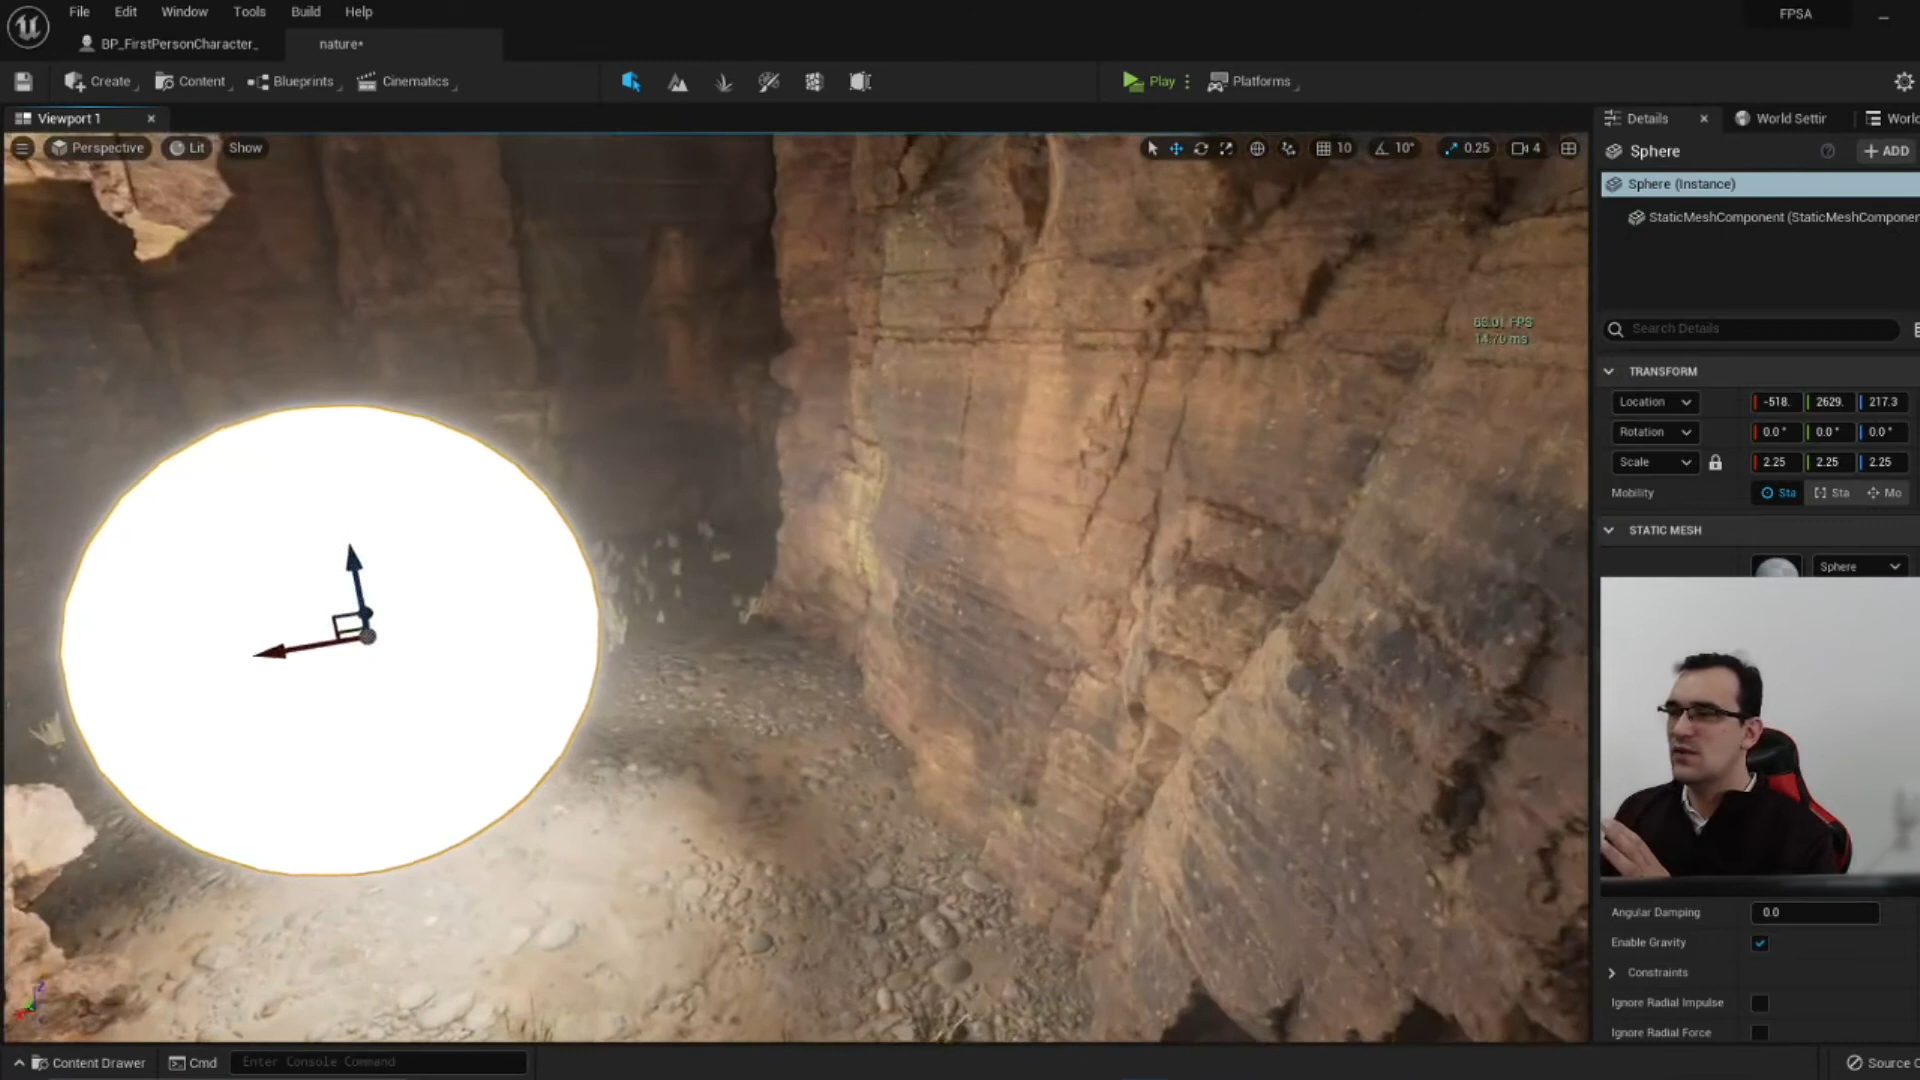 File Edit Window Tools Build Help
FPSA
BP_FirstPersonCharacter_
nature•
Create Content Blueprints Cinematics
Play Platforms
Viewport 1
Details World Settir World
Perspective Lit Show
10 10° 0.25 4
Sphere
ADD
Sphere (Instance)
StaticMeshComponent (StaticMeshComponer
Search Details
TRANSFORM
Location -518. 2629. 217.3
Rotation 0.0° 0.0° 0.0°
Scale 2.25 2.25 2.25
Mobility Sta Sta Mo
STATIC MESH
Sphere
Angular Damping 0.0
Enable Gravity
Constraints
Ignore Radial Impulse
Ignore Radial Force
Content Drawer Cmd Enter Console Command
Source C